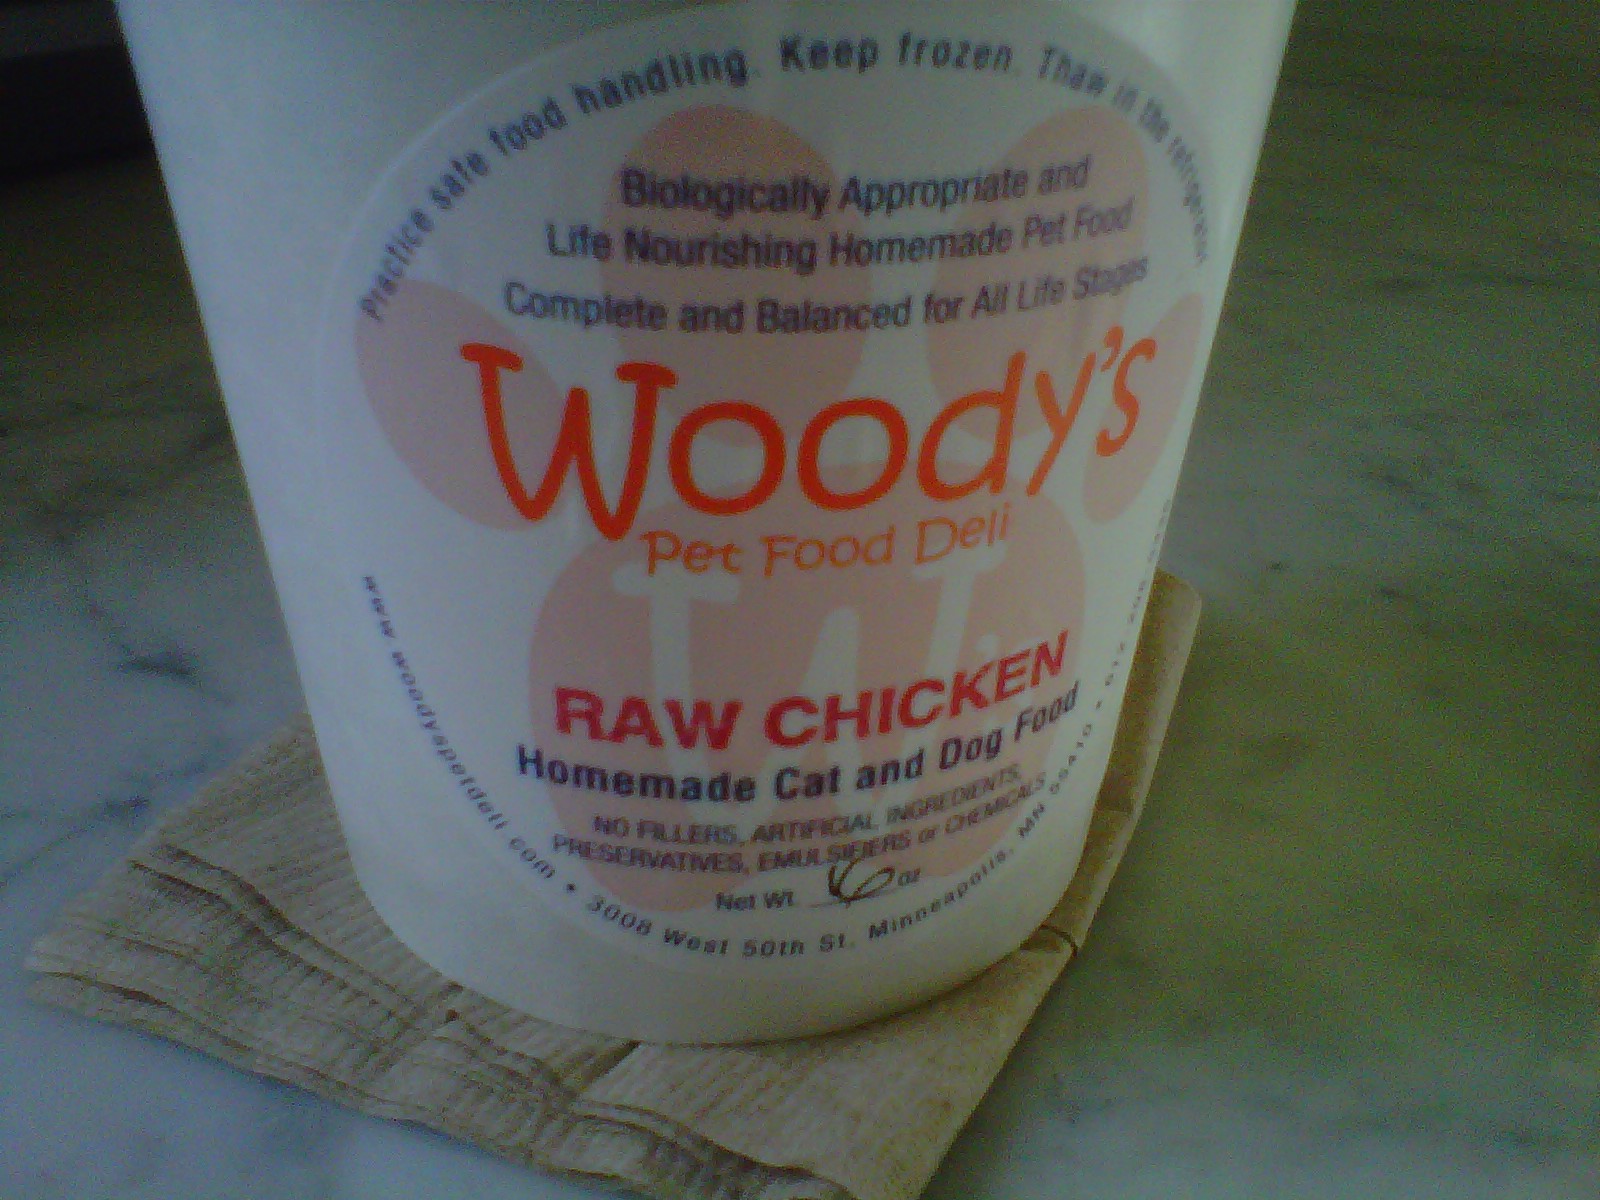 Practice safe food handling. Keep frozen. Thaw in the refrigerator.
Biologically Appropriate and
Life Nourishing Homemade Pet Food
Complete and Balanced for All Life Stages
Woody's
Pet Food Deli
W
RAW CHICKEN
Homemade Cat and Dog Food
NO FILLERS, ARTIFICIAL INGREDIENTS,
PRESERVATIVES, EMULSIFIERS or CHEMICALS
Net Wt. 16 oz
www.woodyspetdeli.com • 3008 West 50th St. Minneapolis, MN 55410 • 612